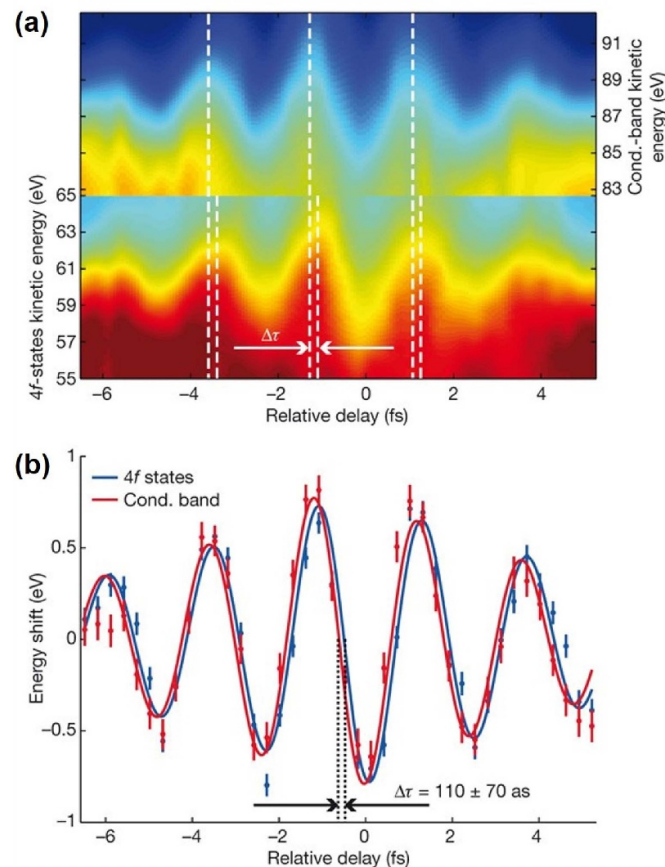 (a)
91
89
87
85
83
Cond.-band kinetic
energy (eV)
65
63
61
59
57
55
4f-states kinetic energy (eV)
Δτ
−6 −4 −2 0 2 4
Relative delay (fs)
(b)
4f states
Cond. band
1
0.5
0
−0.5
−1
Energy shift (eV)
Δτ = 110 ± 70 as
−6 −4 −2 0 2 4
Relative delay (fs)